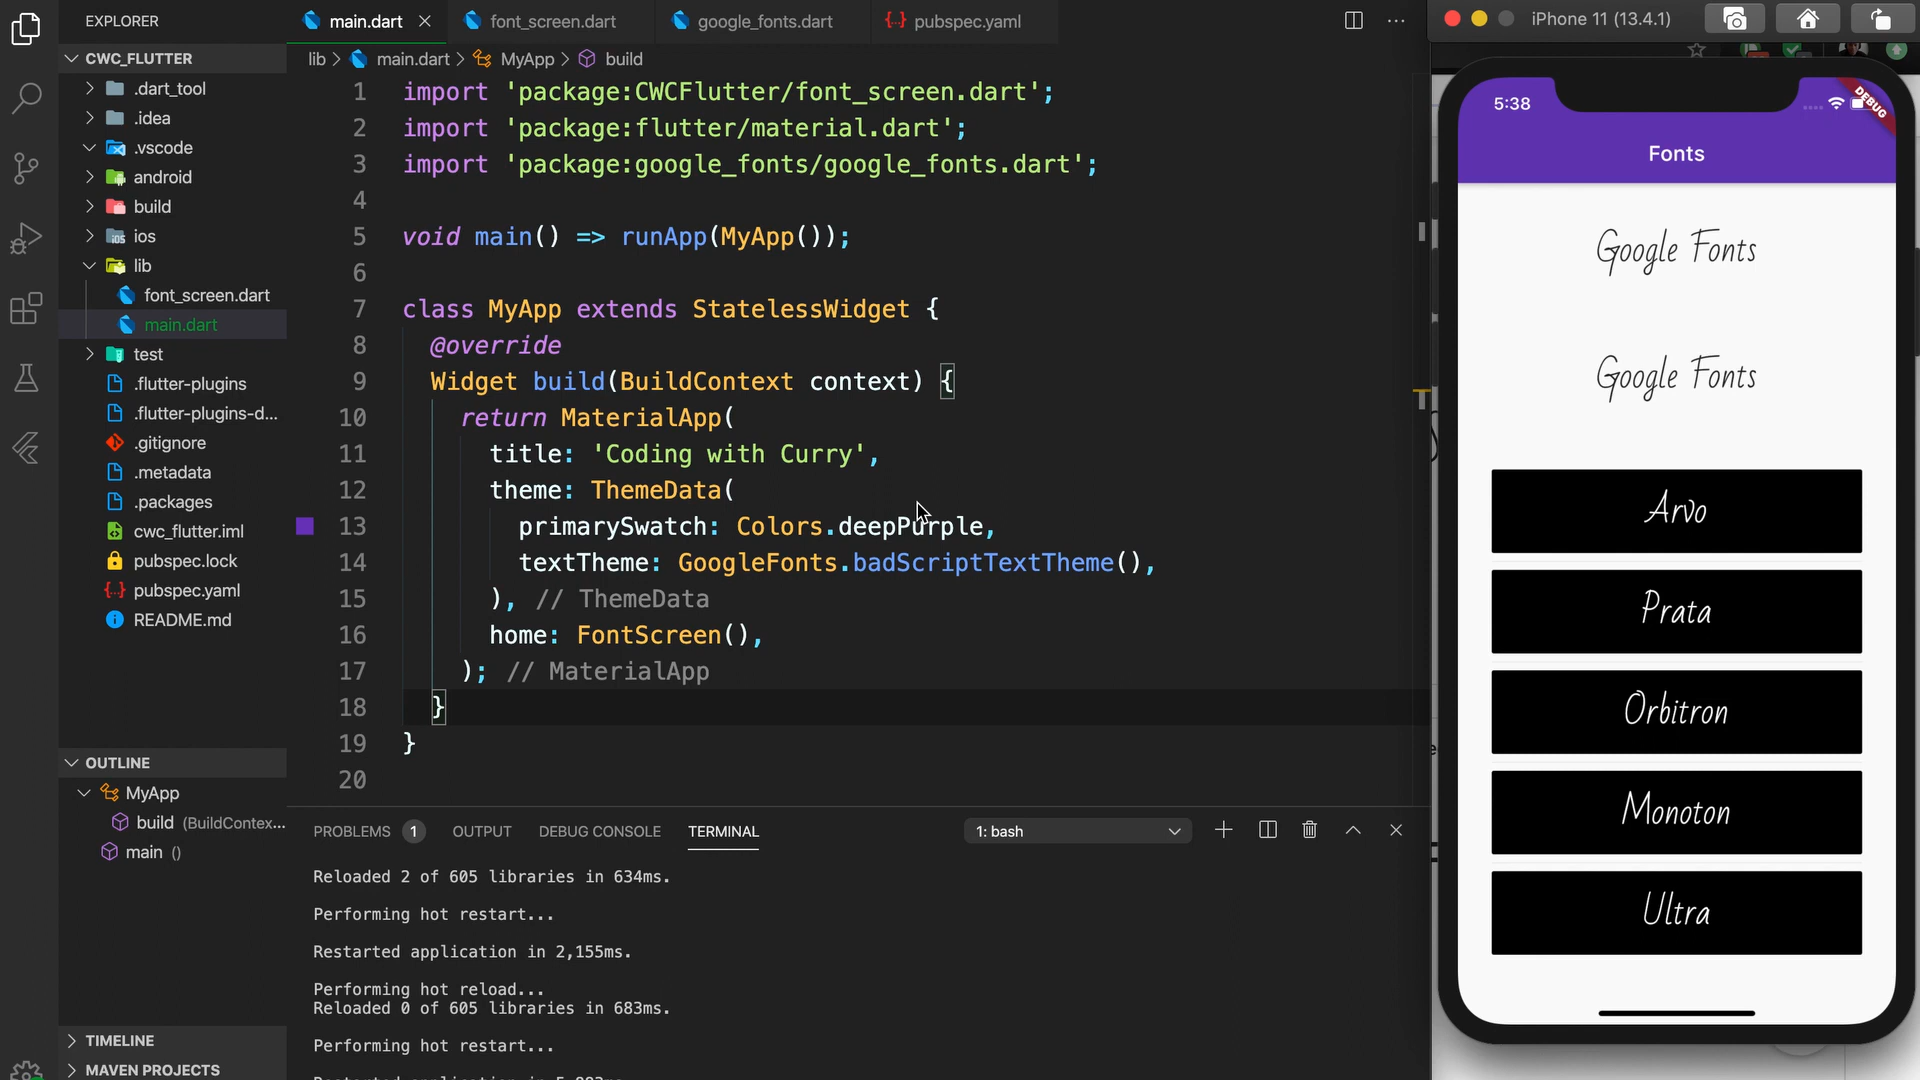 EXPLORER
CWC_FLUTTER
.dart_tool
.idea
.vscode
android
build
ios
lib
font_screen.dart
main.dart
test
.flutter-plugins
.flutter-plugins-d...
.gitignore
.metadata
.packages
cwc_flutter.iml
pubspec.lock
pubspec.yaml
README.md
OUTLINE
MyApp
build (BuildContex...
main ()
TIMELINE
MAVEN PROJECTS
main.dart font_screen.dart google_fonts.dart pubspec.yaml
lib > main.dart > MyApp > build
1 import 'package:CWCFlutter/font_screen.dart';
2 import 'package:flutter/material.dart';
3 import 'package:google_fonts/google_fonts.dart';
4
5 void main() => runApp(MyApp());
6
7 class MyApp extends StatelessWidget {
8 @override
9 Widget build(BuildContext context) {
10 return MaterialApp(
11 title: 'Coding with Curry',
12 theme: ThemeData(
13 primarySwatch: Colors.deepPurple,
14 textTheme: GoogleFonts.badScriptTextTheme(),
15 ), // ThemeData
16 home: FontScreen(),
17 ); // MaterialApp
18 }
19 }
20
PROBLEMS 1 OUTPUT DEBUG CONSOLE TERMINAL 1: bash
Reloaded 2 of 605 libraries in 634ms.
Performing hot restart...
Restarted application in 2,155ms.
Performing hot reload...
Reloaded 0 of 605 libraries in 683ms.
Performing hot restart...
iPhone 11 (13.4.1)
5:38
DEBUG
Fonts
Google Fonts
Google Fonts
Arvo
Prata
Orbitron
Monoton
Ultra